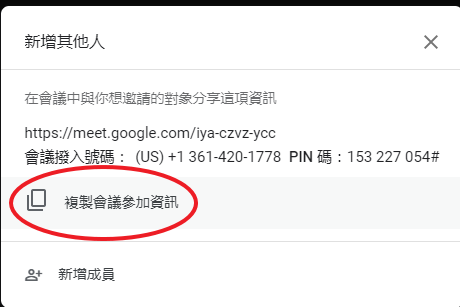 新增其他人
在會議中與你想邀請的對象分享這項資訊
https://meet.google.com/iya-czvz-ycc
會議撥入號碼： (US) +1 361-420-1778 PIN 碼：153 227 054#
複製會議參加資訊
新增成員